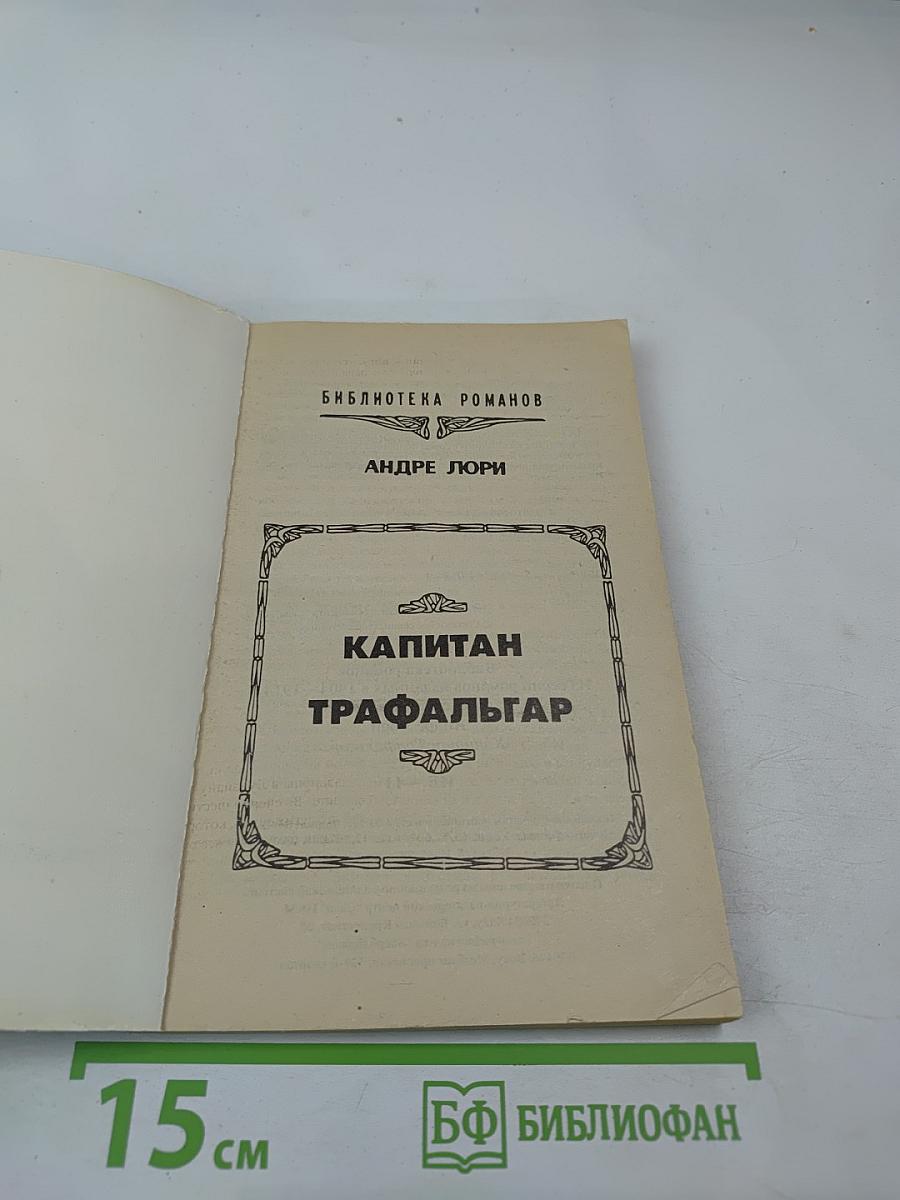 БИБЛИОТЕКА РОМАНОВ
АНДРЕ ЛЮРИ
КАПИТАН
ТРАФАЛЬГАР
15 см
БФ БИБЛИОФАН